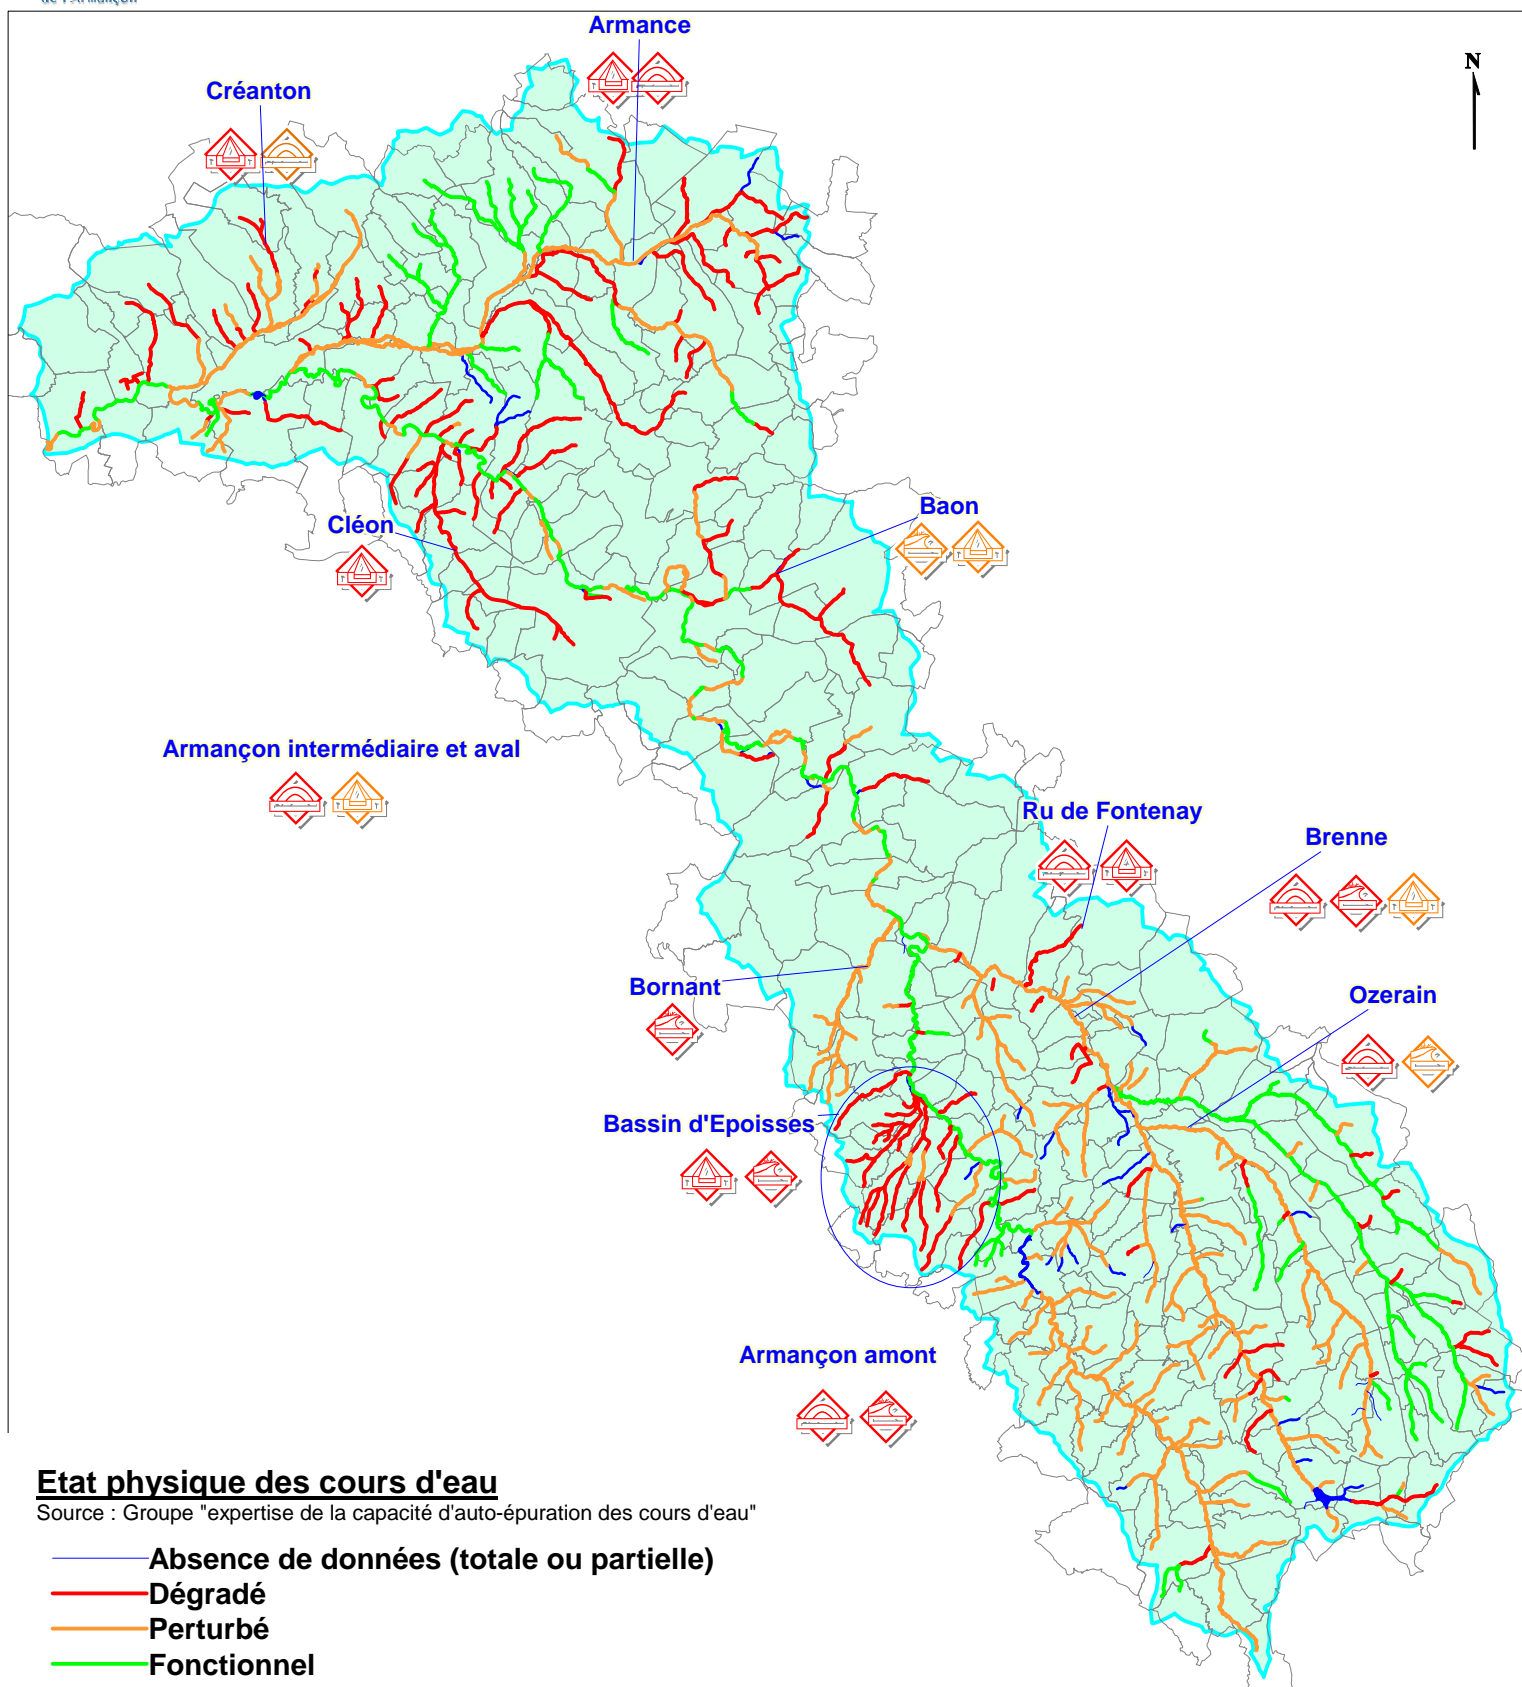 de l'Armançon
Armance
N
Créanton
Baon
Cléon
Armançon intermédiaire et aval
Ru de Fontenay
Brenne
Bornant
Ozerain
Bassin d'Epoisses
Armançon amont
Etat physique des cours d'eau
Source : Groupe "expertise de la capacité d'auto-épuration des cours d'eau"
Absence de données (totale ou partielle)
Dégradé
Perturbé
Fonctionnel